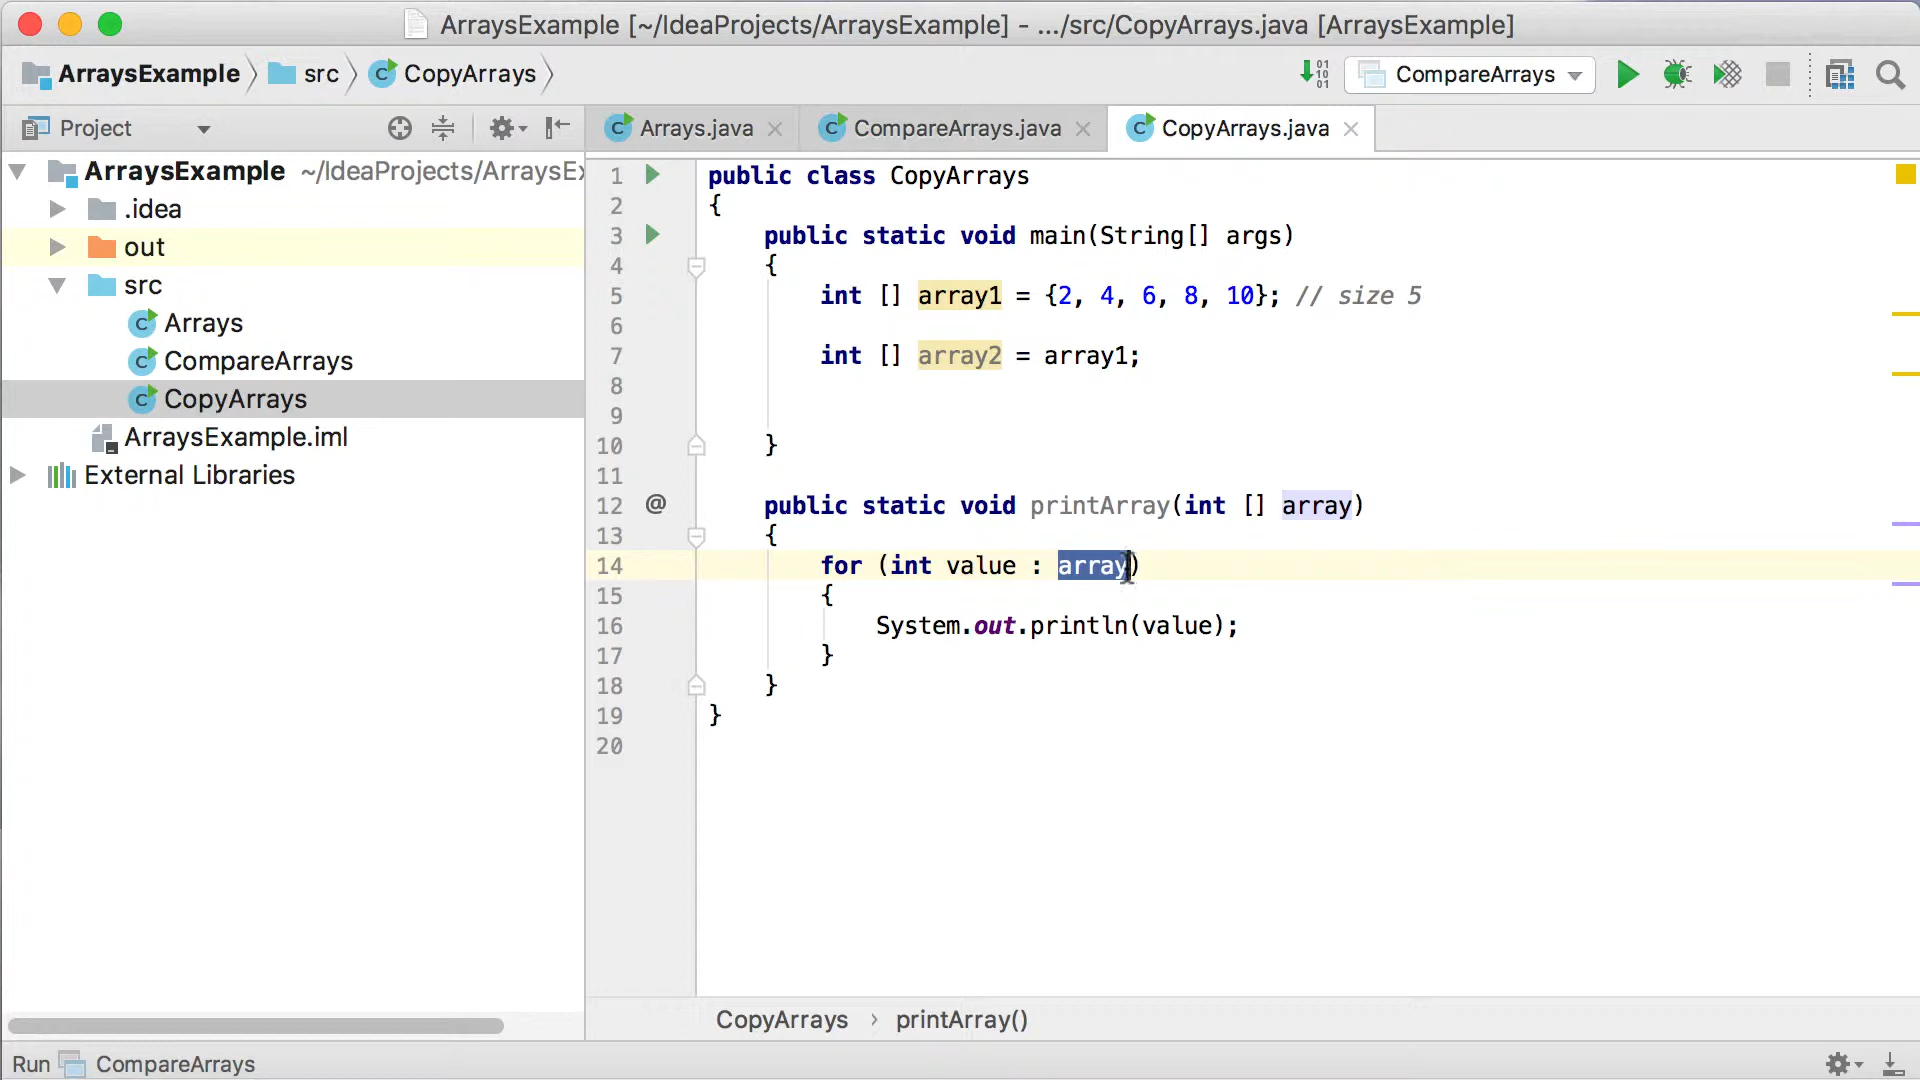 ArraysExample [~/IdeaProjects/ArraysExample] - .../src/CopyArrays.java [ArraysExample]
ArraysExample src CopyArrays
CompareArrays
Project
Arrays.java CompareArrays.java CopyArrays.java
ArraysExample ~/IdeaProjects/ArraysEx
.idea
out
src
Arrays
CompareArrays
CopyArrays
ArraysExample.iml
External Libraries
1 public class CopyArrays
2 {
3 public static void main(String[] args)
4 {
5 int [] array1 = {2, 4, 6, 8, 10}; // size 5
6
7 int [] array2 = array1;
8
9
10 }
11
12 @ public static void printArray(int [] array)
13 {
14 for (int value : array)
15 {
16 System.out.println(value);
17 }
18 }
19 }
20
CopyArrays › printArray()
Run CompareArrays